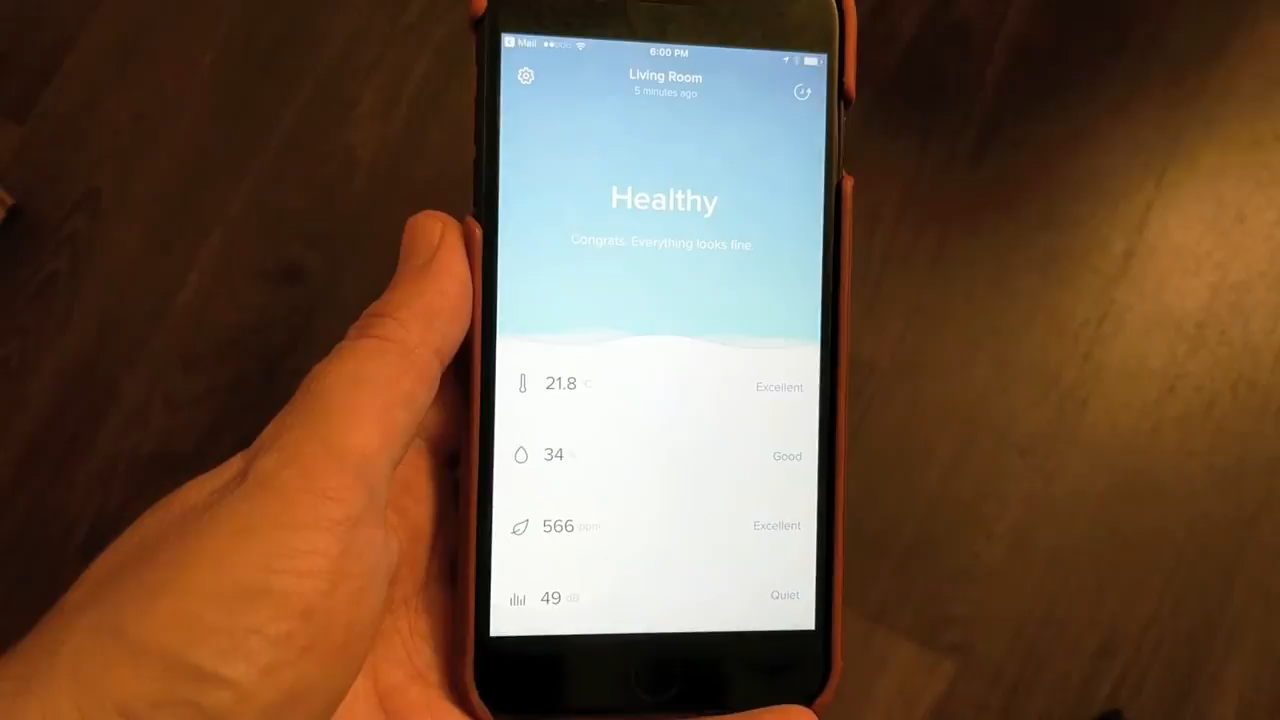 Mail 6:00 PM
Living Room
5 minutes ago
Healthy
Congrats. Everything looks fine.
21.8 °C Excellent
34 % Good
566 ppm Excellent
49 dB Quiet